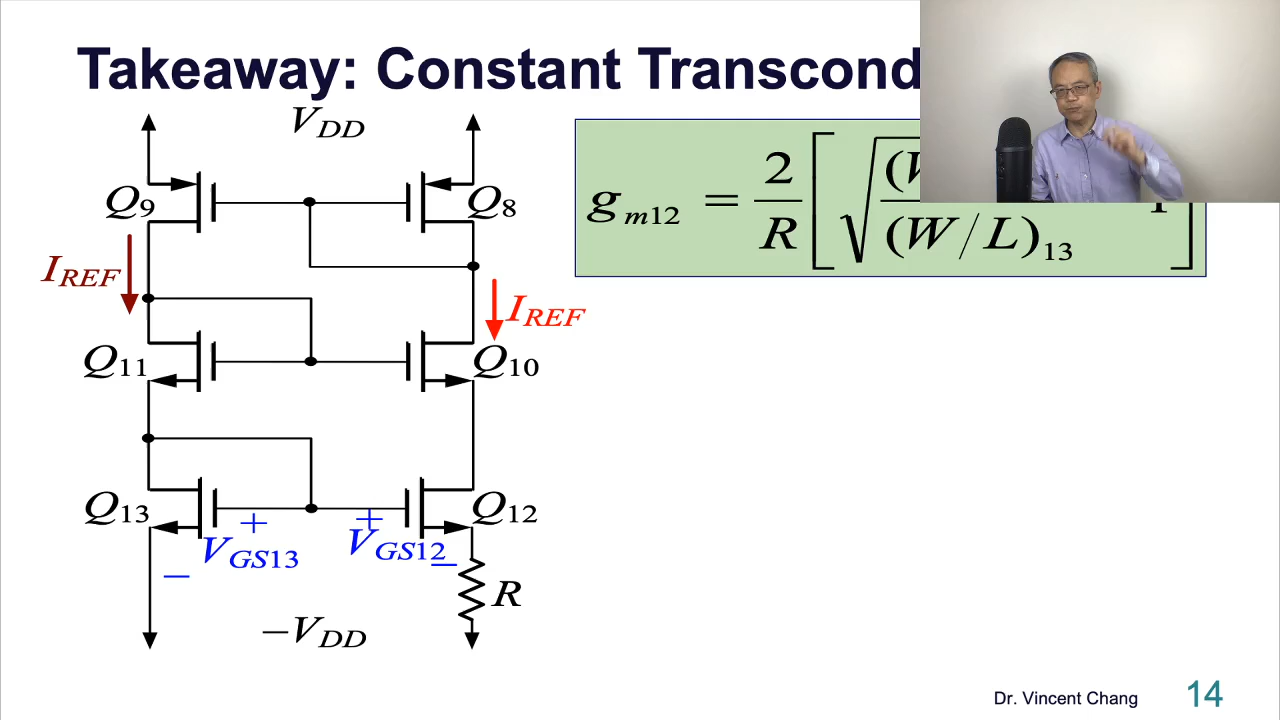 Takeaway: Constant
V_DD
Q_9
Q_8
g_m12 = 2/R [ √ (W/L)_13
I_REF
I_REF
Q_11
Q_10
Q_13
Q_12
+
+
V_GS13
V_GS12
−
−
R
−V_DD
Dr. Vincent Chang
14